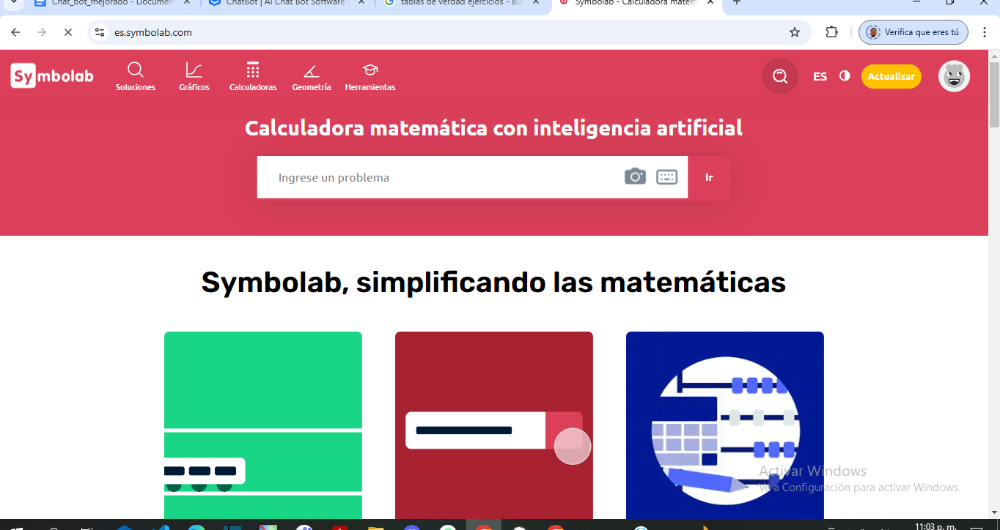 Chat_bot_mejorado - Documen
ChatBot | AI Chat Bot Software
tablas de verdad ejercicios - Bús
Symbolab - Calculadora matem
es.symbolab.com
Verifica que eres tú
Symbolab
Soluciones
Gráficos
Calculadoras
Geometría
Herramientas
ES
Actualizar
Calculadora matemática con inteligencia artificial
Ingrese un problema
Ir
Symbolab, simplificando las matemáticas
Activar Windows
Ve a Configuración para activar Windows.
11:03 p. m.